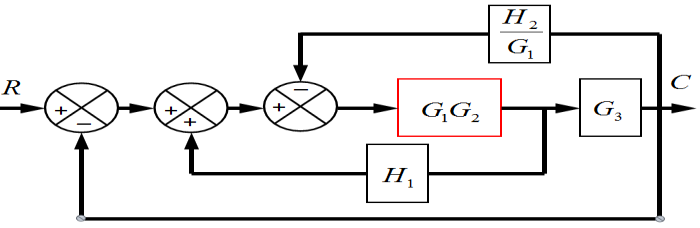 H₂
G₁
R
C
+ −
+ +
+ −
G₁G₂
G₃
H₁